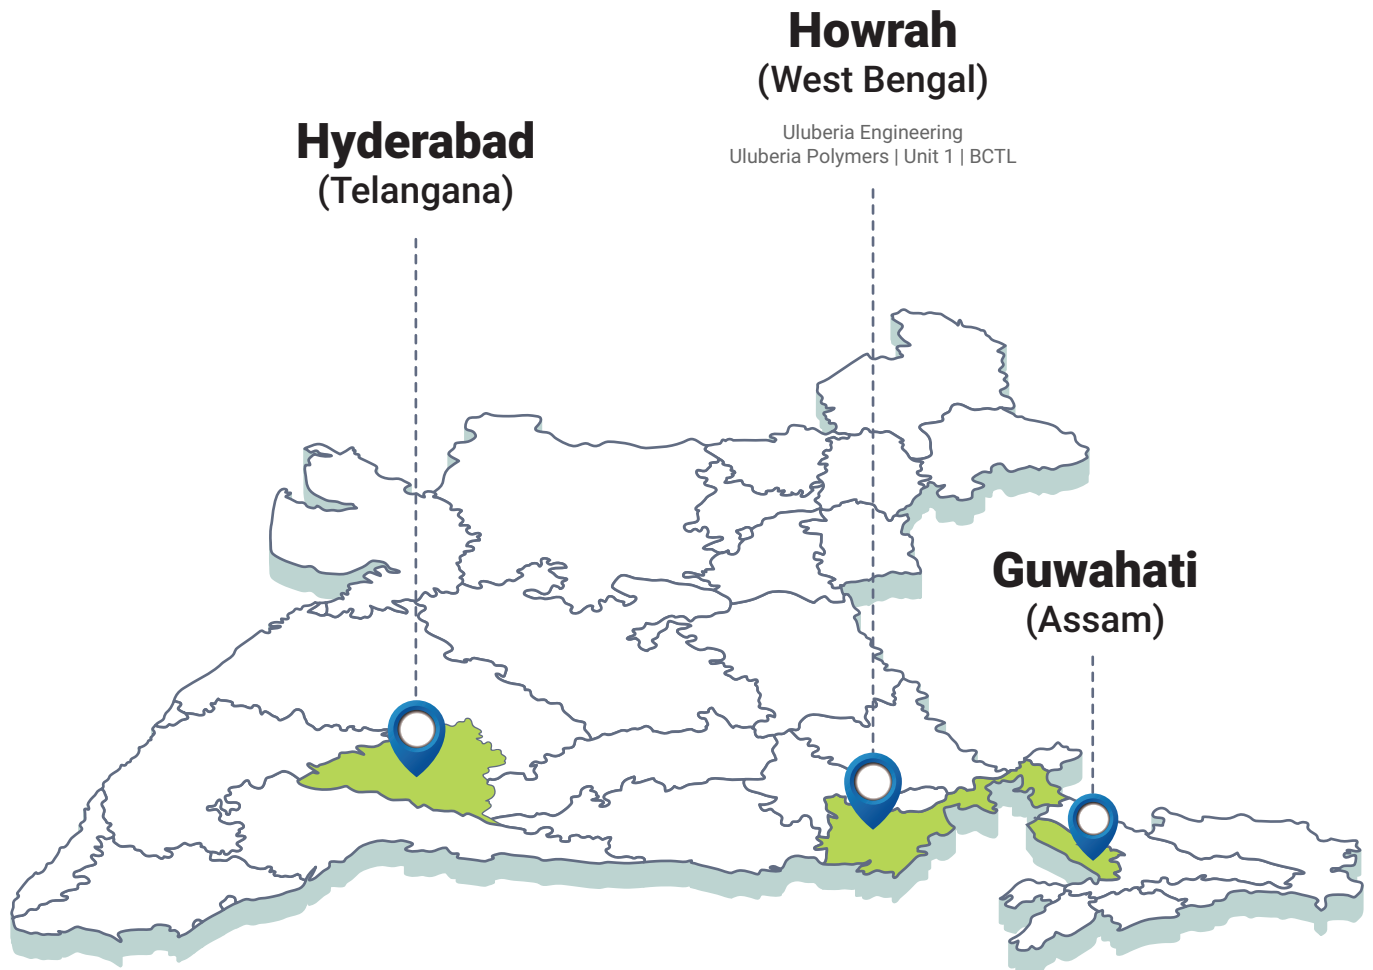 Howrah
(West Bengal)
Uluberia Engineering
Uluberia Polymers | Unit 1 | BCTL
Hyderabad
(Telangana)
Guwahati
(Assam)